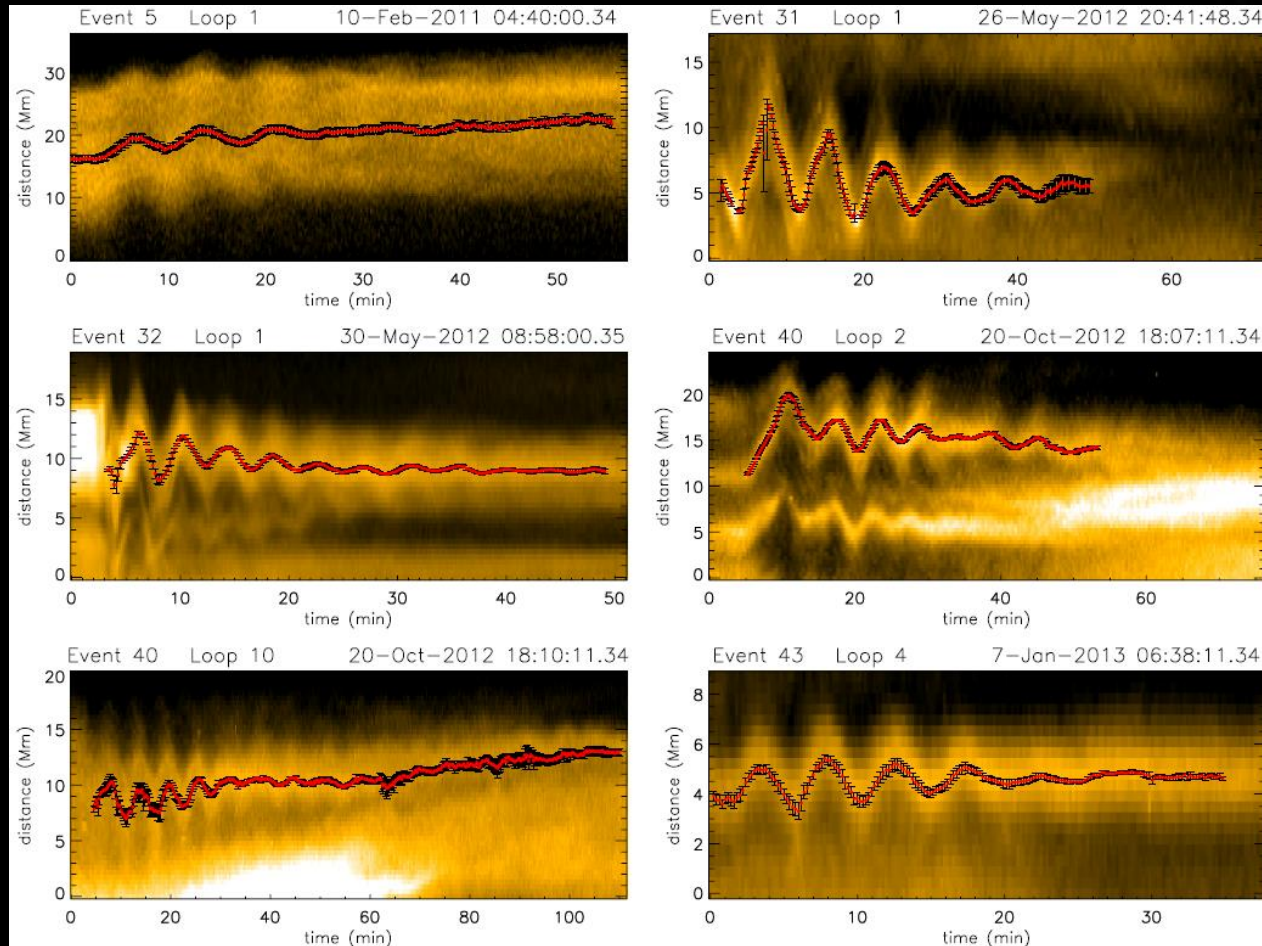 Event 5 Loop 1 10-Feb-2011 04:40:00.34
distance (Mm)
30
20
10
0
0 10 20 30 40 50
time (min)
Event 31 Loop 1 26-May-2012 20:41:48.34
distance (Mm)
15
10
5
0
0 20 40 60
time (min)
Event 32 Loop 1 30-May-2012 08:58:00.35
distance (Mm)
15
10
5
0
0 10 20 30 40 50
time (min)
Event 40 Loop 2 20-Oct-2012 18:07:11.34
distance (Mm)
20
15
10
5
0
0 20 40 60
time (min)
Event 40 Loop 10 20-Oct-2012 18:10:11.34
distance (Mm)
20
15
10
5
0
0 20 40 60 80 100
time (min)
Event 43 Loop 4 7-Jan-2013 06:38:11.34
distance (Mm)
8
6
4
2
0
0 10 20 30
time (min)